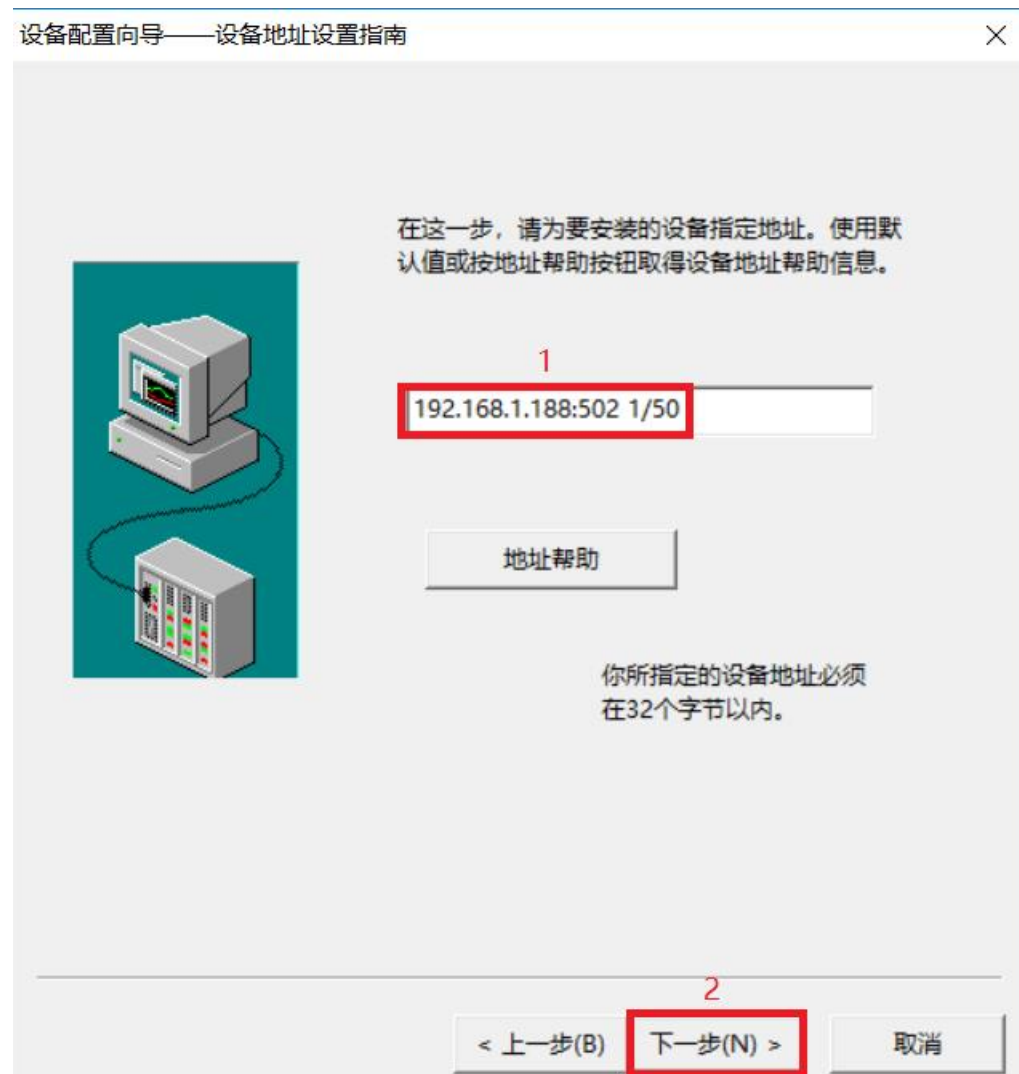 设备配置向导——设备地址设置指南
在这一步，请为要安装的设备指定地址。使用默
认值或按地址帮助按钮取得设备地址帮助信息。
1
192.168.1.188:502 1/50
地址帮助
你所指定的设备地址必须
在32个字节以内。
2
< 上一步(B)
下一步(N) >
取消